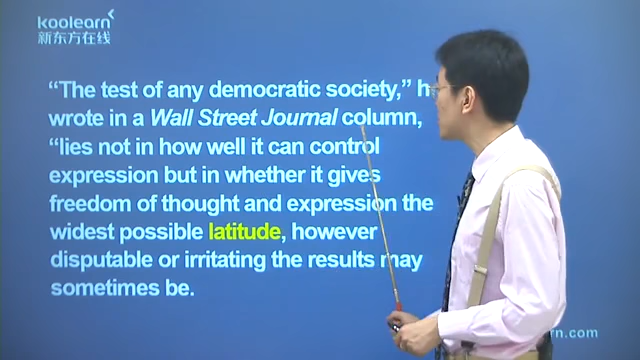 koolearn
新东方在线
“The test of any democratic society,” h
wrote in a Wall Street Journal column,
“lies not in how well it can control
expression but in whether it gives
freedom of thought and expression the
widest possible latitude, however
disputable or irritating the results may
sometimes be.
rn.com